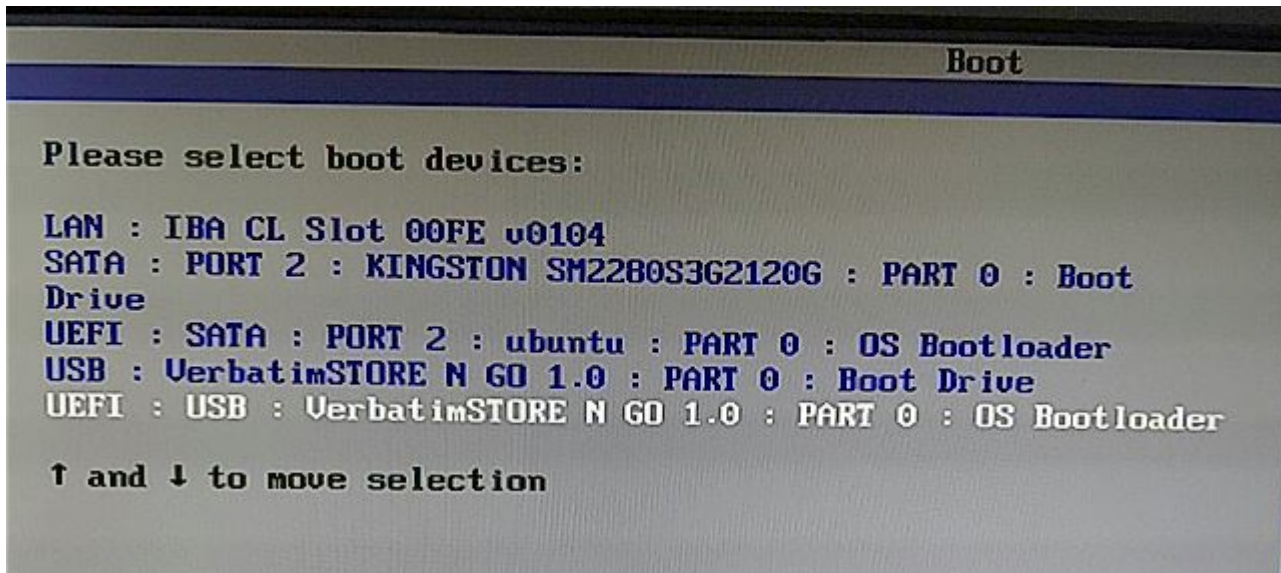 Boot
Please select boot devices:
LAN : IBA CL Slot 00FE v0104
SATA : PORT 2 : KINGSTON SM2280S3G2120G : PART 0 : Boot
Drive
UEFI : SATA : PORT 2 : ubuntu : PART 0 : OS Bootloader
USB : VerbatimSTORE N GO 1.0 : PART 0 : Boot Drive
UEFI : USB : VerbatimSTORE N GO 1.0 : PART 0 : OS Bootloader
↑ and ↓ to move selection